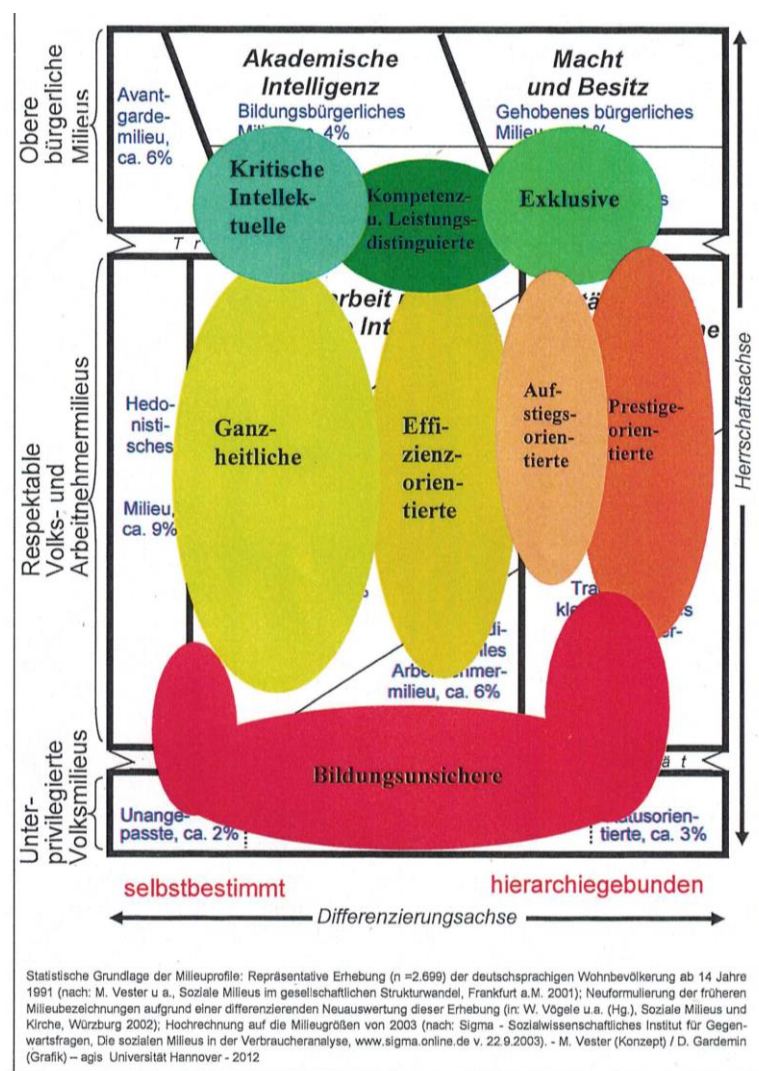 Obere
bürgerliche
Milieus
Avant-
garde-
milieu,
ca. 6%
Akademische
Intelligenz
Bildungsbürgerliches
4%
Macht
und Besitz
Gehobenes bürgerliches
Milieu
Kritische
Intellek-
tuelle
Kompetenz-
u. Leistungs-
distinguierte
Exklusive
T r
Respektable
Volks- und
Arbeitnehmermilieus
Hedo-
nisti-
sches
Milieu,
ca. 9%
Ganz-
heitliche
Effi-
zienz-
orien-
tierte
Auf-
stiegs-
orien-
tierte
Prestige-
orien-
tierte
milieu, ca. 6%
ä t
Unter-
privilegierte
Volksmilieus
Bildungsunsichere
Unange-
passte, ca. 2%
tierte, ca. 3%
Herrschaftsachse
selbstbestimmt
hierarchiegebunden
Differenzierungsachse
Statistische Grundlage der Milieuprofile: Repräsentative Erhebung (n =2.699) der deutschsprachigen Wohnbevölkerung ab 14 Jahre
1991 (nach: M. Vester u a., Soziale Milieus im gesellschaftlichen Strukturwandel, Frankfurt a.M. 2001); Neuformulierung der früheren
Milieubezeichnungen aufgrund einer differenzierenden Neuauswertung dieser Erhebung (in: W. Vögele u.a. (Hg.), Soziale Milieus und
Kirche, Würzburg 2002); Hochrechnung auf die Milieugrößen von 2003 (nach: Sigma - Sozialwissenschaftliches Institut für Gegen-
wartsfragen, Die sozialen Milieus in der Verbraucheranalyse, www.sigma.online.de v. 22.9.2003). - M. Vester (Konzept) / D. Gardemin
(Grafik) – agis Universität Hannover - 2012